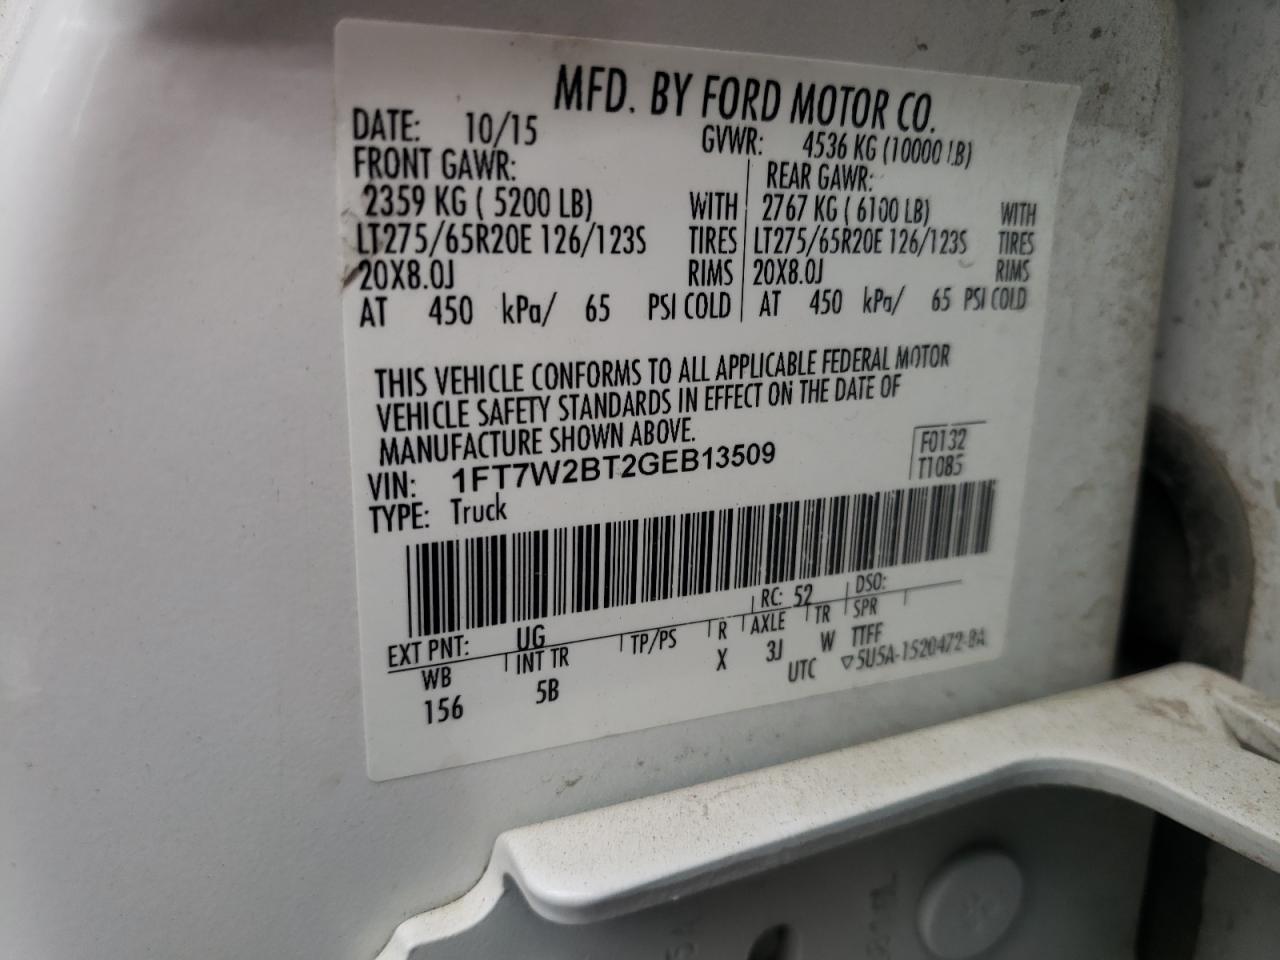 MFD. BY FORD MOTOR CO.
DATE: 10/15 GVWR: 4536 KG (10000 LB)
FRONT GAWR: REAR GAWR:
2359 KG ( 5200 LB) WITH 2767 KG ( 6100 LB) WITH
LT275/65R20E 126/123S TIRES LT275/65R20E 126/123S TIRES
20X8.0J RIMS 20X8.0J RIMS
AT 450 kPa/ 65 PSI COLD AT 450 kPa/ 65 PSI COLD
THIS VEHICLE CONFORMS TO ALL APPLICABLE FEDERAL MOTOR
VEHICLE SAFETY STANDARDS IN EFFECT ON THE DATE OF
MANUFACTURE SHOWN ABOVE.
VIN: 1FT7W2BT2GEB13509 F0132
TYPE: Truck T1085
EXT PNT: UG RC: 52 DSO:
WB INT TR TP/PS R AXLE TR SPR
156 5B X 3J W TTFF
UTC ▽5U5A-1520472-BA